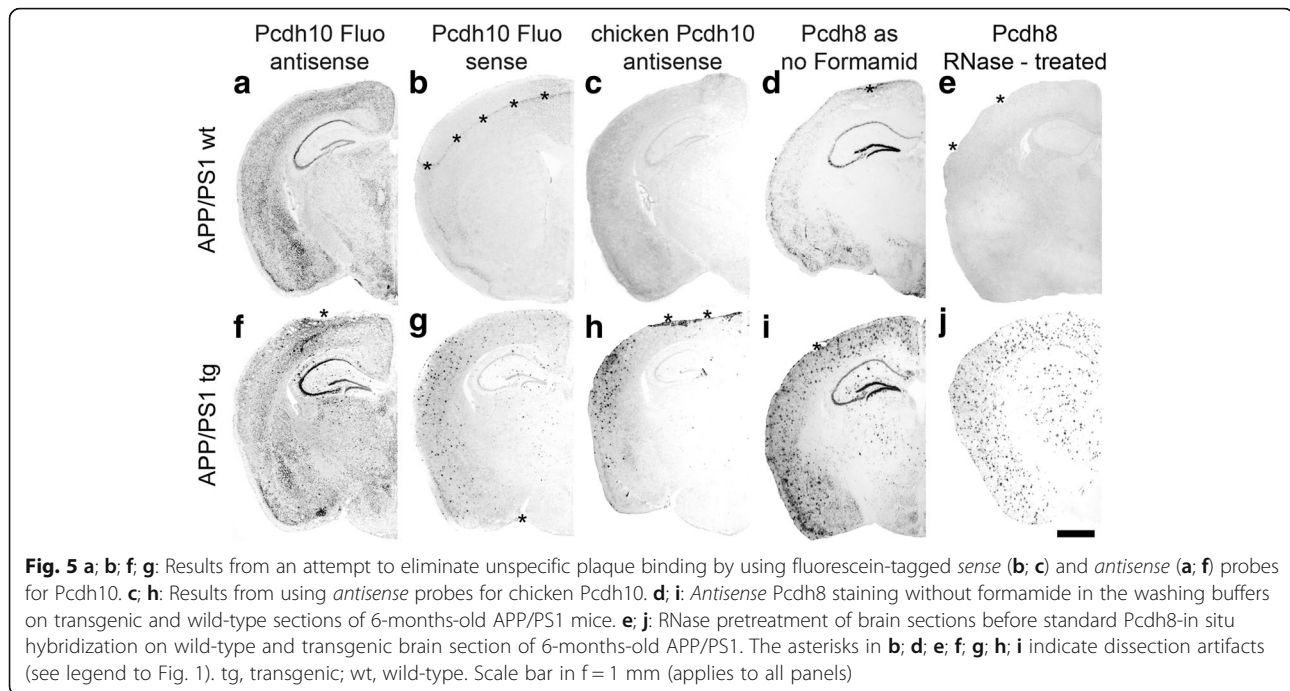 Pcdh10 Fluo antisense
Pcdh10 Fluo sense
chicken Pcdh10 antisense
Pcdh8 as no Formamid
Pcdh8 RNase - treated
APP/PS1 wt
a
b
c
d
e
APP/PS1 tg
f
g
h
i
j
Fig. 5 a; b; f; g: Results from an attempt to eliminate unspecific plaque binding by using fluorescein-tagged sense (b; c) and antisense (a; f) probes
for Pcdh10. c; h: Results from using antisense probes for chicken Pcdh10. d; i: Antisense Pcdh8 staining without formamide in the washing buffers
on transgenic and wild-type sections of 6-months-old APP/PS1 mice. e; j: RNase pretreatment of brain sections before standard Pcdh8-in situ
hybridization on wild-type and transgenic brain section of 6-months-old APP/PS1. The asterisks in b; d; e; f; g; h; i indicate dissection artifacts
(see legend to Fig. 1). tg, transgenic; wt, wild-type. Scale bar in f = 1 mm (applies to all panels)